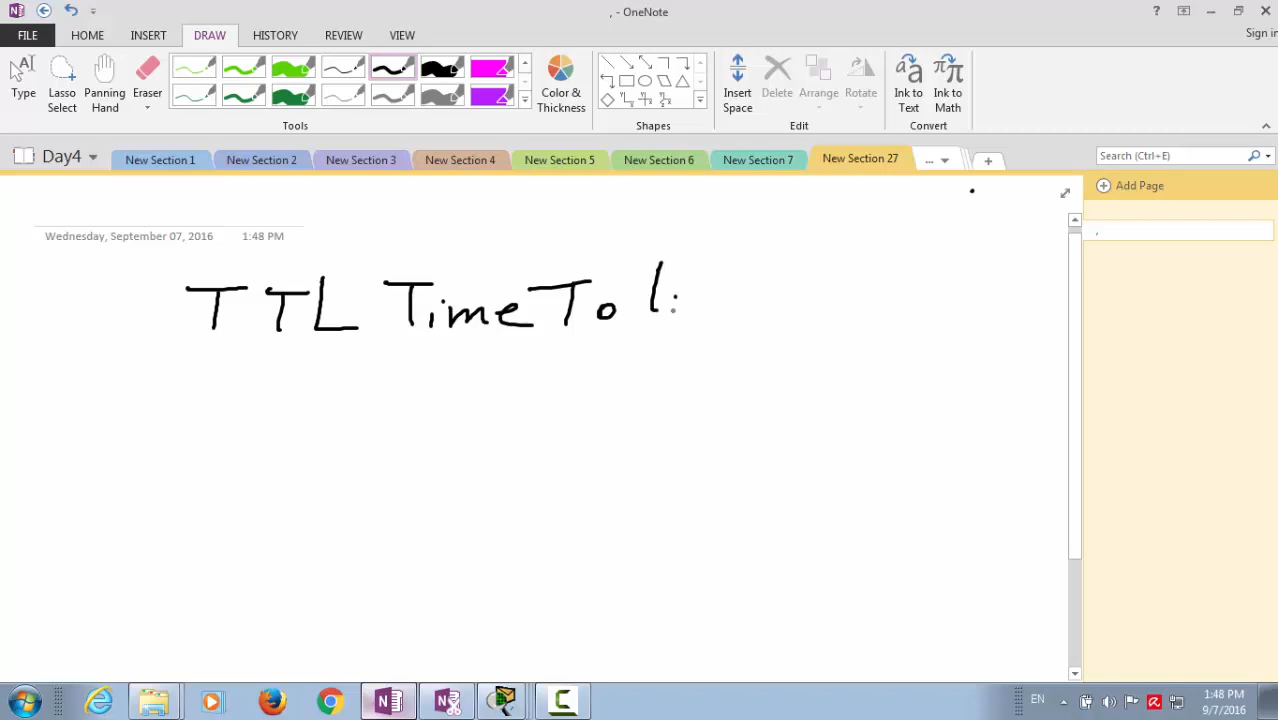 , - OneNote
?
FILE HOME INSERT DRAW HISTORY REVIEW VIEW
Sign in
Type
Lasso Select
Panning Hand
Eraser
Color & Thickness
Insert Space
Delete
Arrange
Rotate
Ink to Text
Ink to Math
Tools
Shapes
Edit
Convert
Day4
New Section 1
New Section 2
New Section 3
New Section 4
New Section 5
New Section 6
New Section 7
New Section 27
...
Search (Ctrl+E)
Add Page
,
Wednesday, September 07, 2016 1:48 PM
TTL Time To li
EN
1:48 PM
9/7/2016